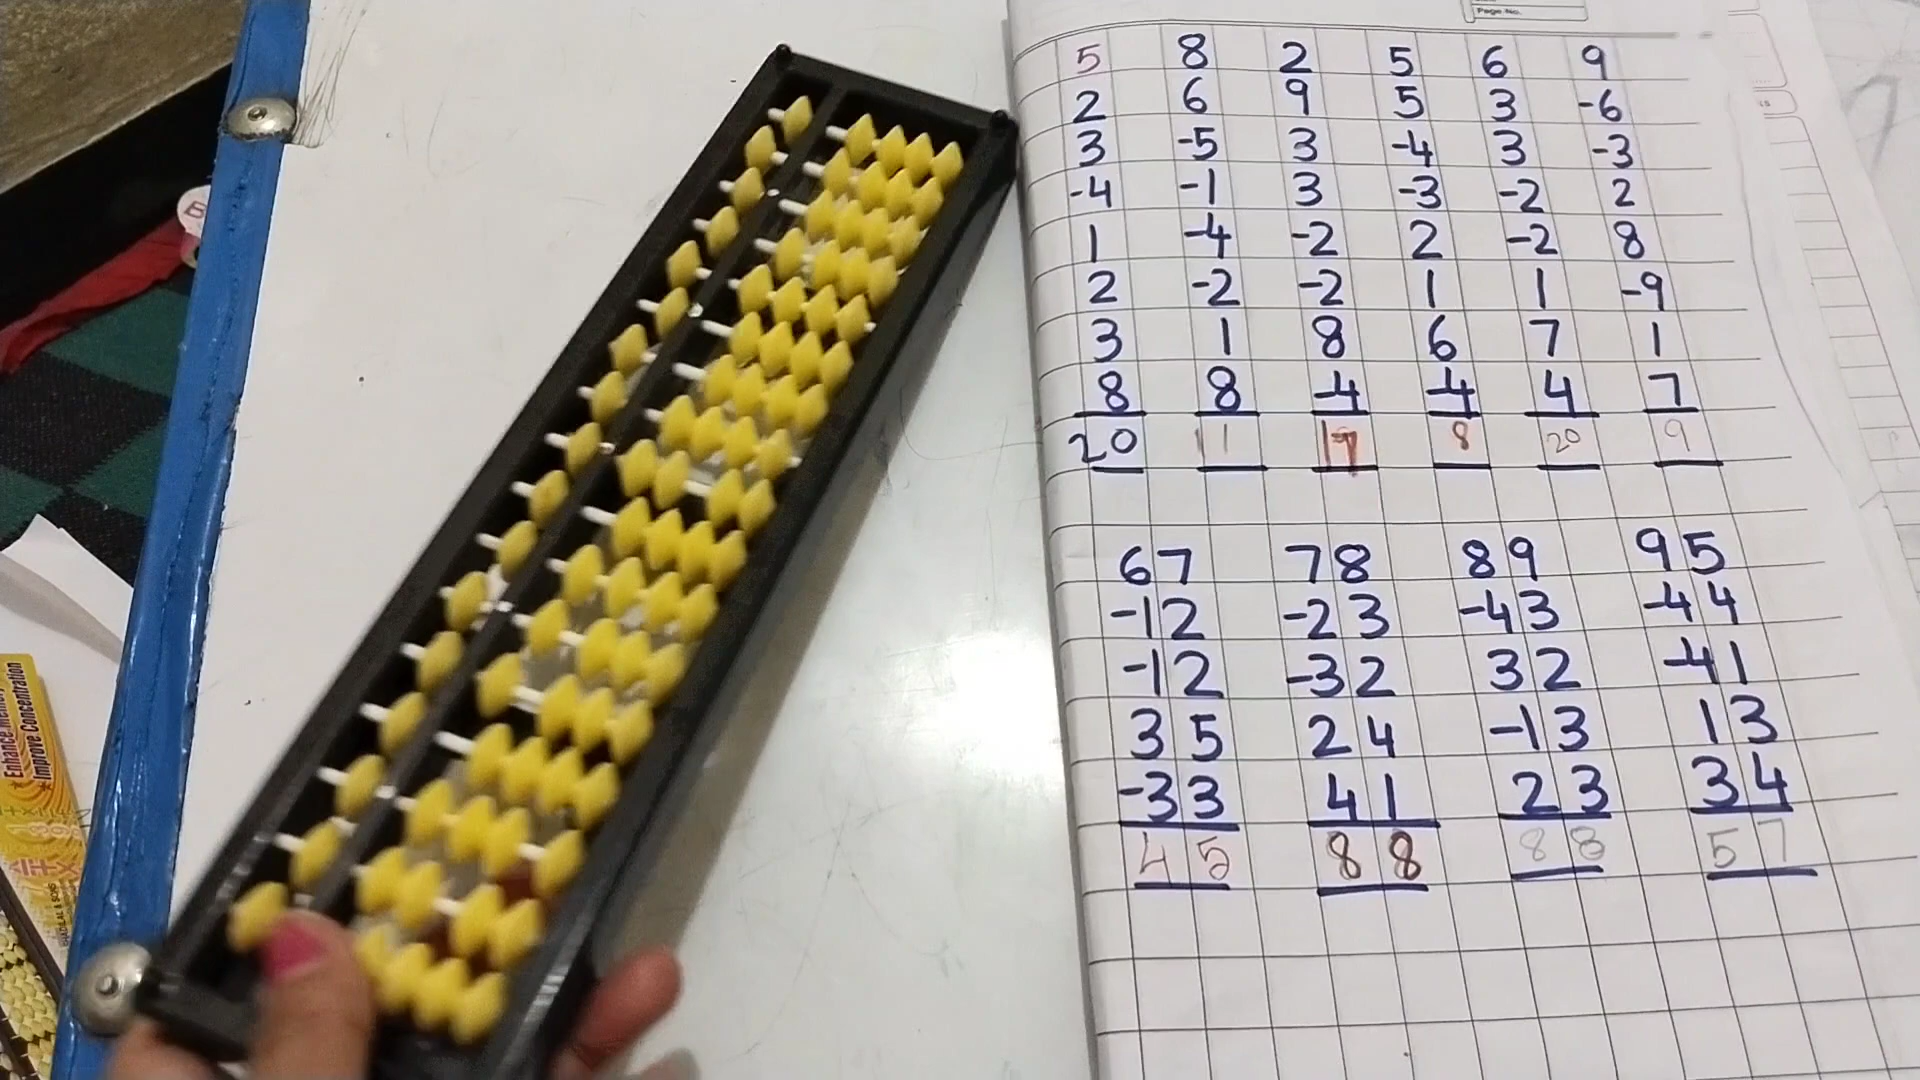 Page No.
5 8 2 5 6 9
2 6 9 5 3 -6
3 -5 3 -4 3 -3
-4 -1 3 -3 -2 2
1 -4 -2 2 -2 8
2 -2 -2 1 1 -9
3 1 8 6 7 1
8 8 -4 -4 4 7
20 11 17 8 20 9
67 78 89 95
-12 -23 -43 -44
-12 -32 32 -41
35 24 -13 13
-33 41 23 34
45 88 88 57
Improve Concentration